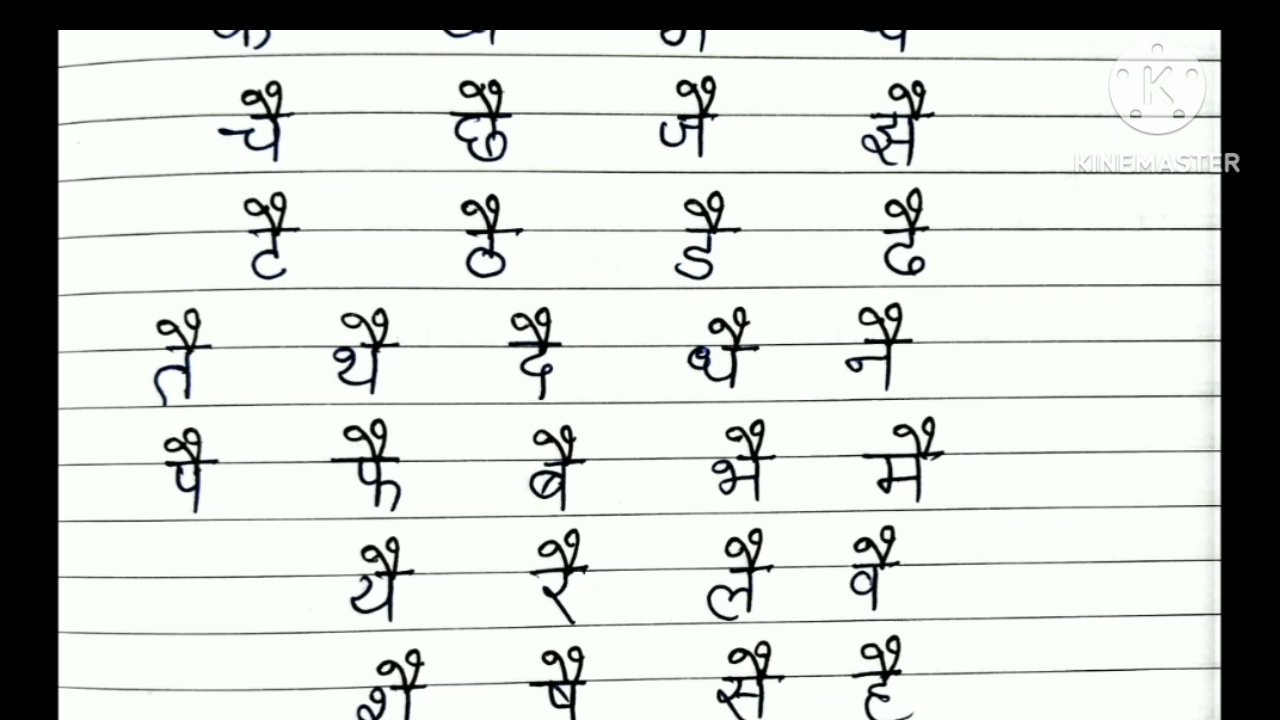 चै छै जै झै
KINEMASTER
टै ठै डै ढै
तै थै दै धै नै
पै फै बै भै मै
यै रै लै वै
शै षै सै है